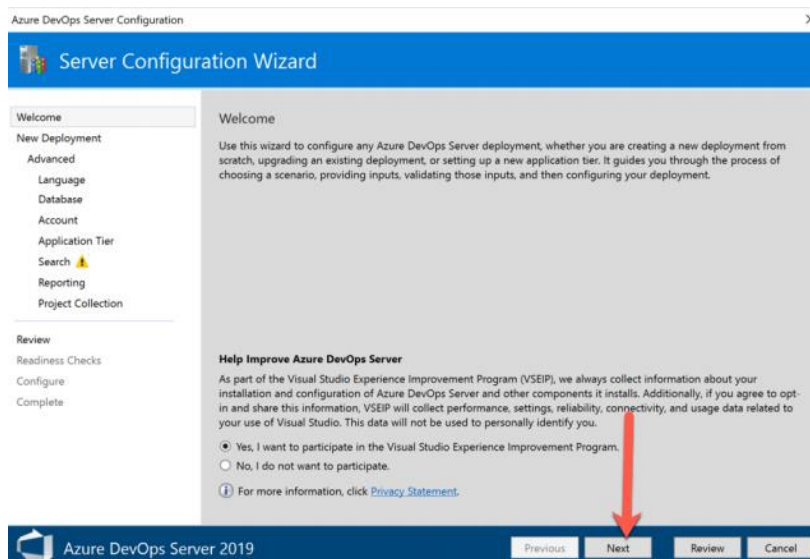 Azure DevOps Server Configuration
Server Configuration Wizard
Welcome
New Deployment
Advanced
Language
Database
Account
Application Tier
Search
Reporting
Project Collection
Review
Readiness Checks
Configure
Complete
Welcome
Use this wizard to configure any Azure DevOps Server deployment, whether you are creating a new deployment from
scratch, upgrading an existing deployment, or setting up a new application tier. It guides you through the process of
choosing a scenario, providing inputs, validating those inputs, and then configuring your deployment.
Help Improve Azure DevOps Server
As part of the Visual Studio Experience Improvement Program (VSEIP), we always collect information about your
installation and configuration of Azure DevOps Server and other components it installs. Additionally, if you agree to opt-
in and share this information, VSEIP will collect performance, settings, reliability, connectivity, and usage data related to
your use of Visual Studio. This data will not be used to personally identify you.
Yes, I want to participate in the Visual Studio Experience Improvement Program.
No, I do not want to participate.
For more information, click Privacy Statement.
Azure DevOps Server 2019
Previous
Next
Review
Cancel